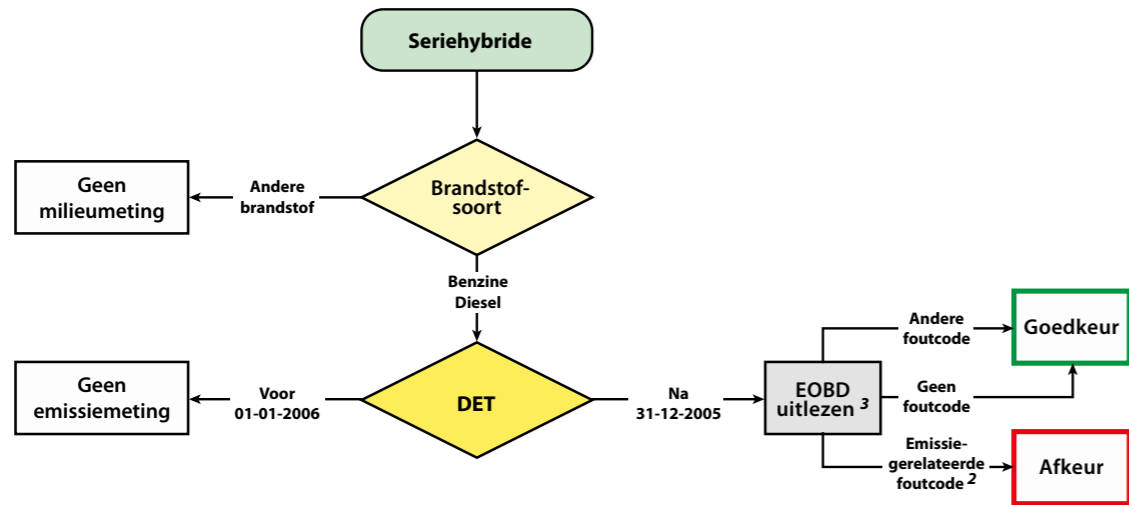 Seriehybride
Brandstof-
soort
Andere
brandstof
Geen
milieumeting
Benzine
Diesel
DET
Voor
01-01-2006
Geen
emissiemeting
Na
31-12-2005
EOBD
uitlezen 3
Andere
foutcode
Goedkeur
Geen
foutcode
Emissie-
gerelateerde
foutcode 2
Afkeur